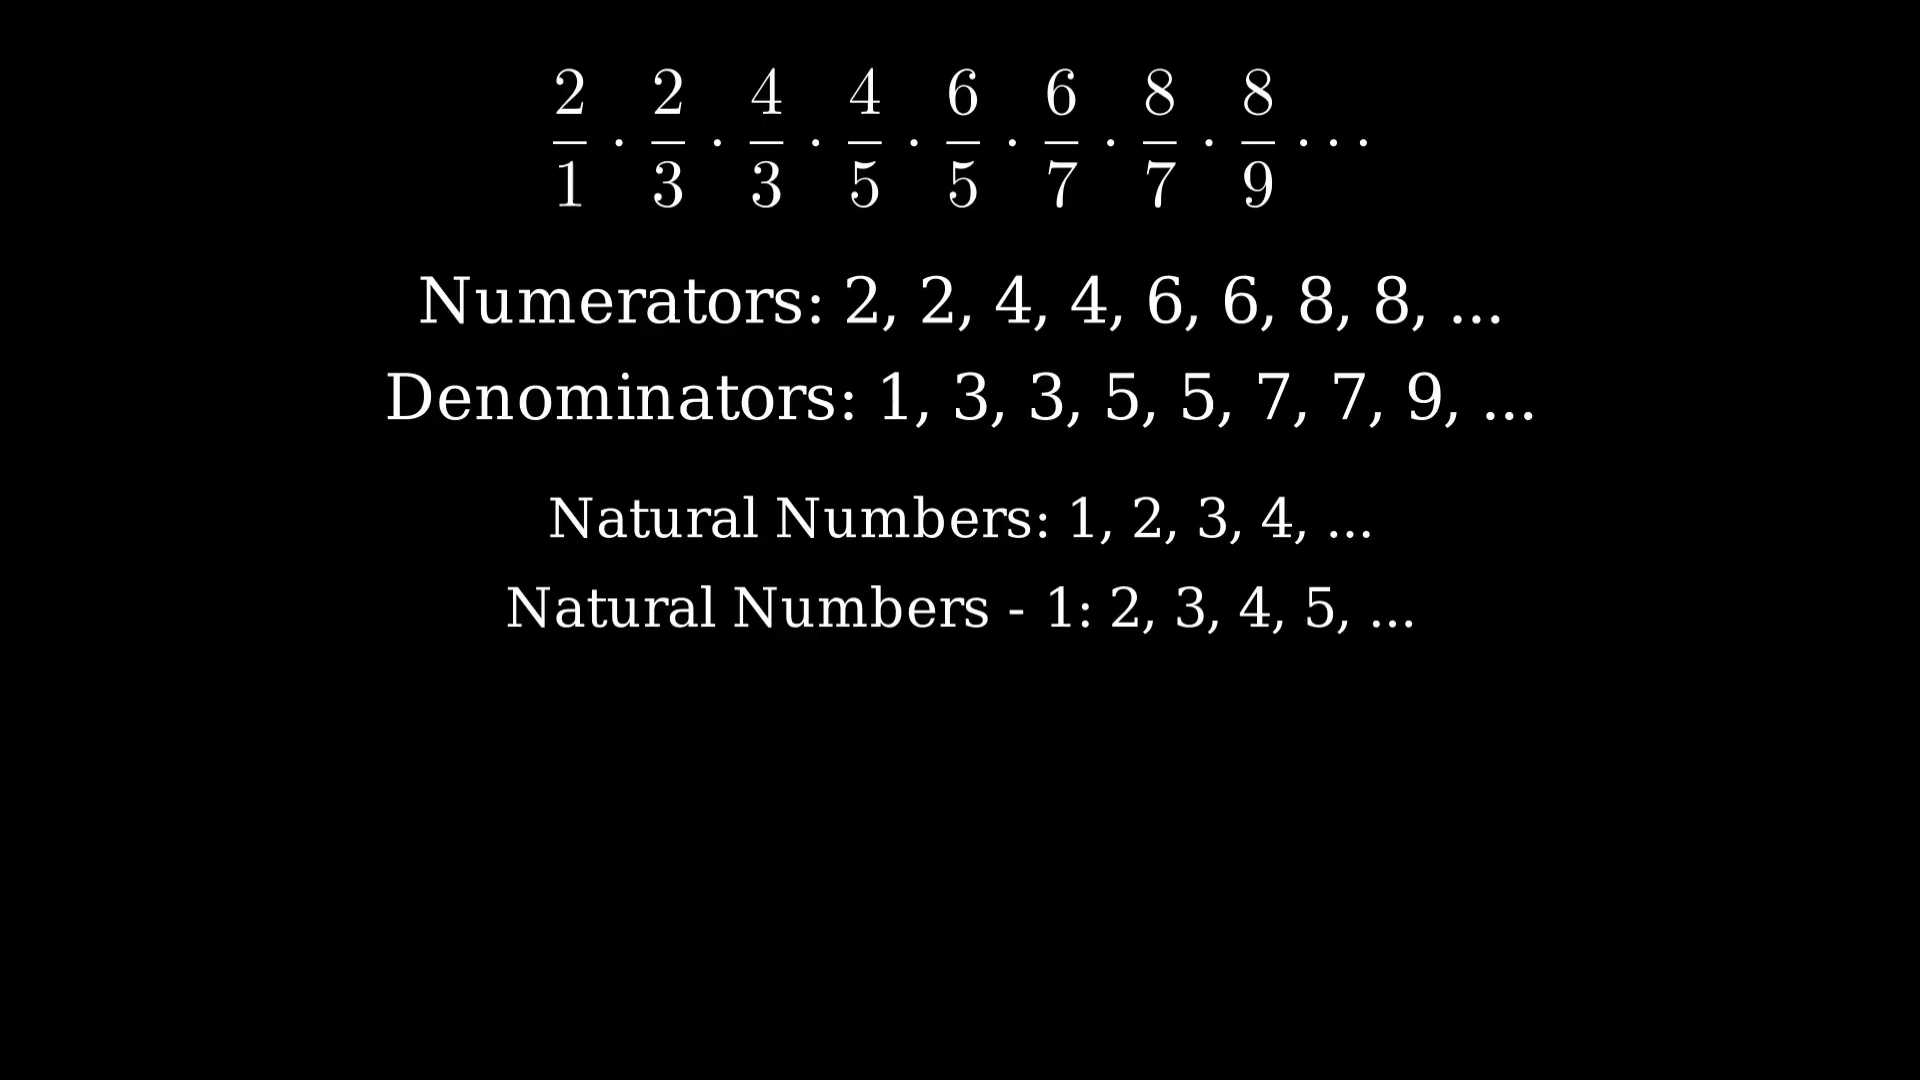 2/1 · 2/3 · 4/3 · 4/5 · 6/5 · 6/7 · 8/7 · 8/9 ···
Numerators: 2, 2, 4, 4, 6, 6, 8, 8, ...
Denominators: 1, 3, 3, 5, 5, 7, 7, 9, ...
Natural Numbers: 1, 2, 3, 4, ...
Natural Numbers - 1: 2, 3, 4, 5, ...